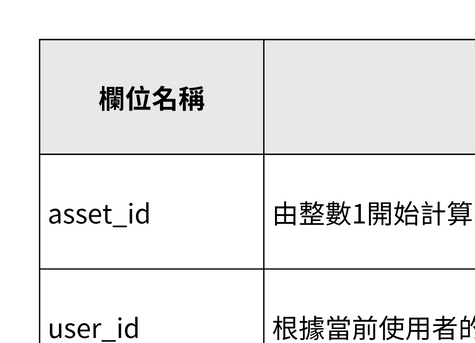 欄位名稱
asset_id
由整數1開始計算
user_id
根據當前使用者的